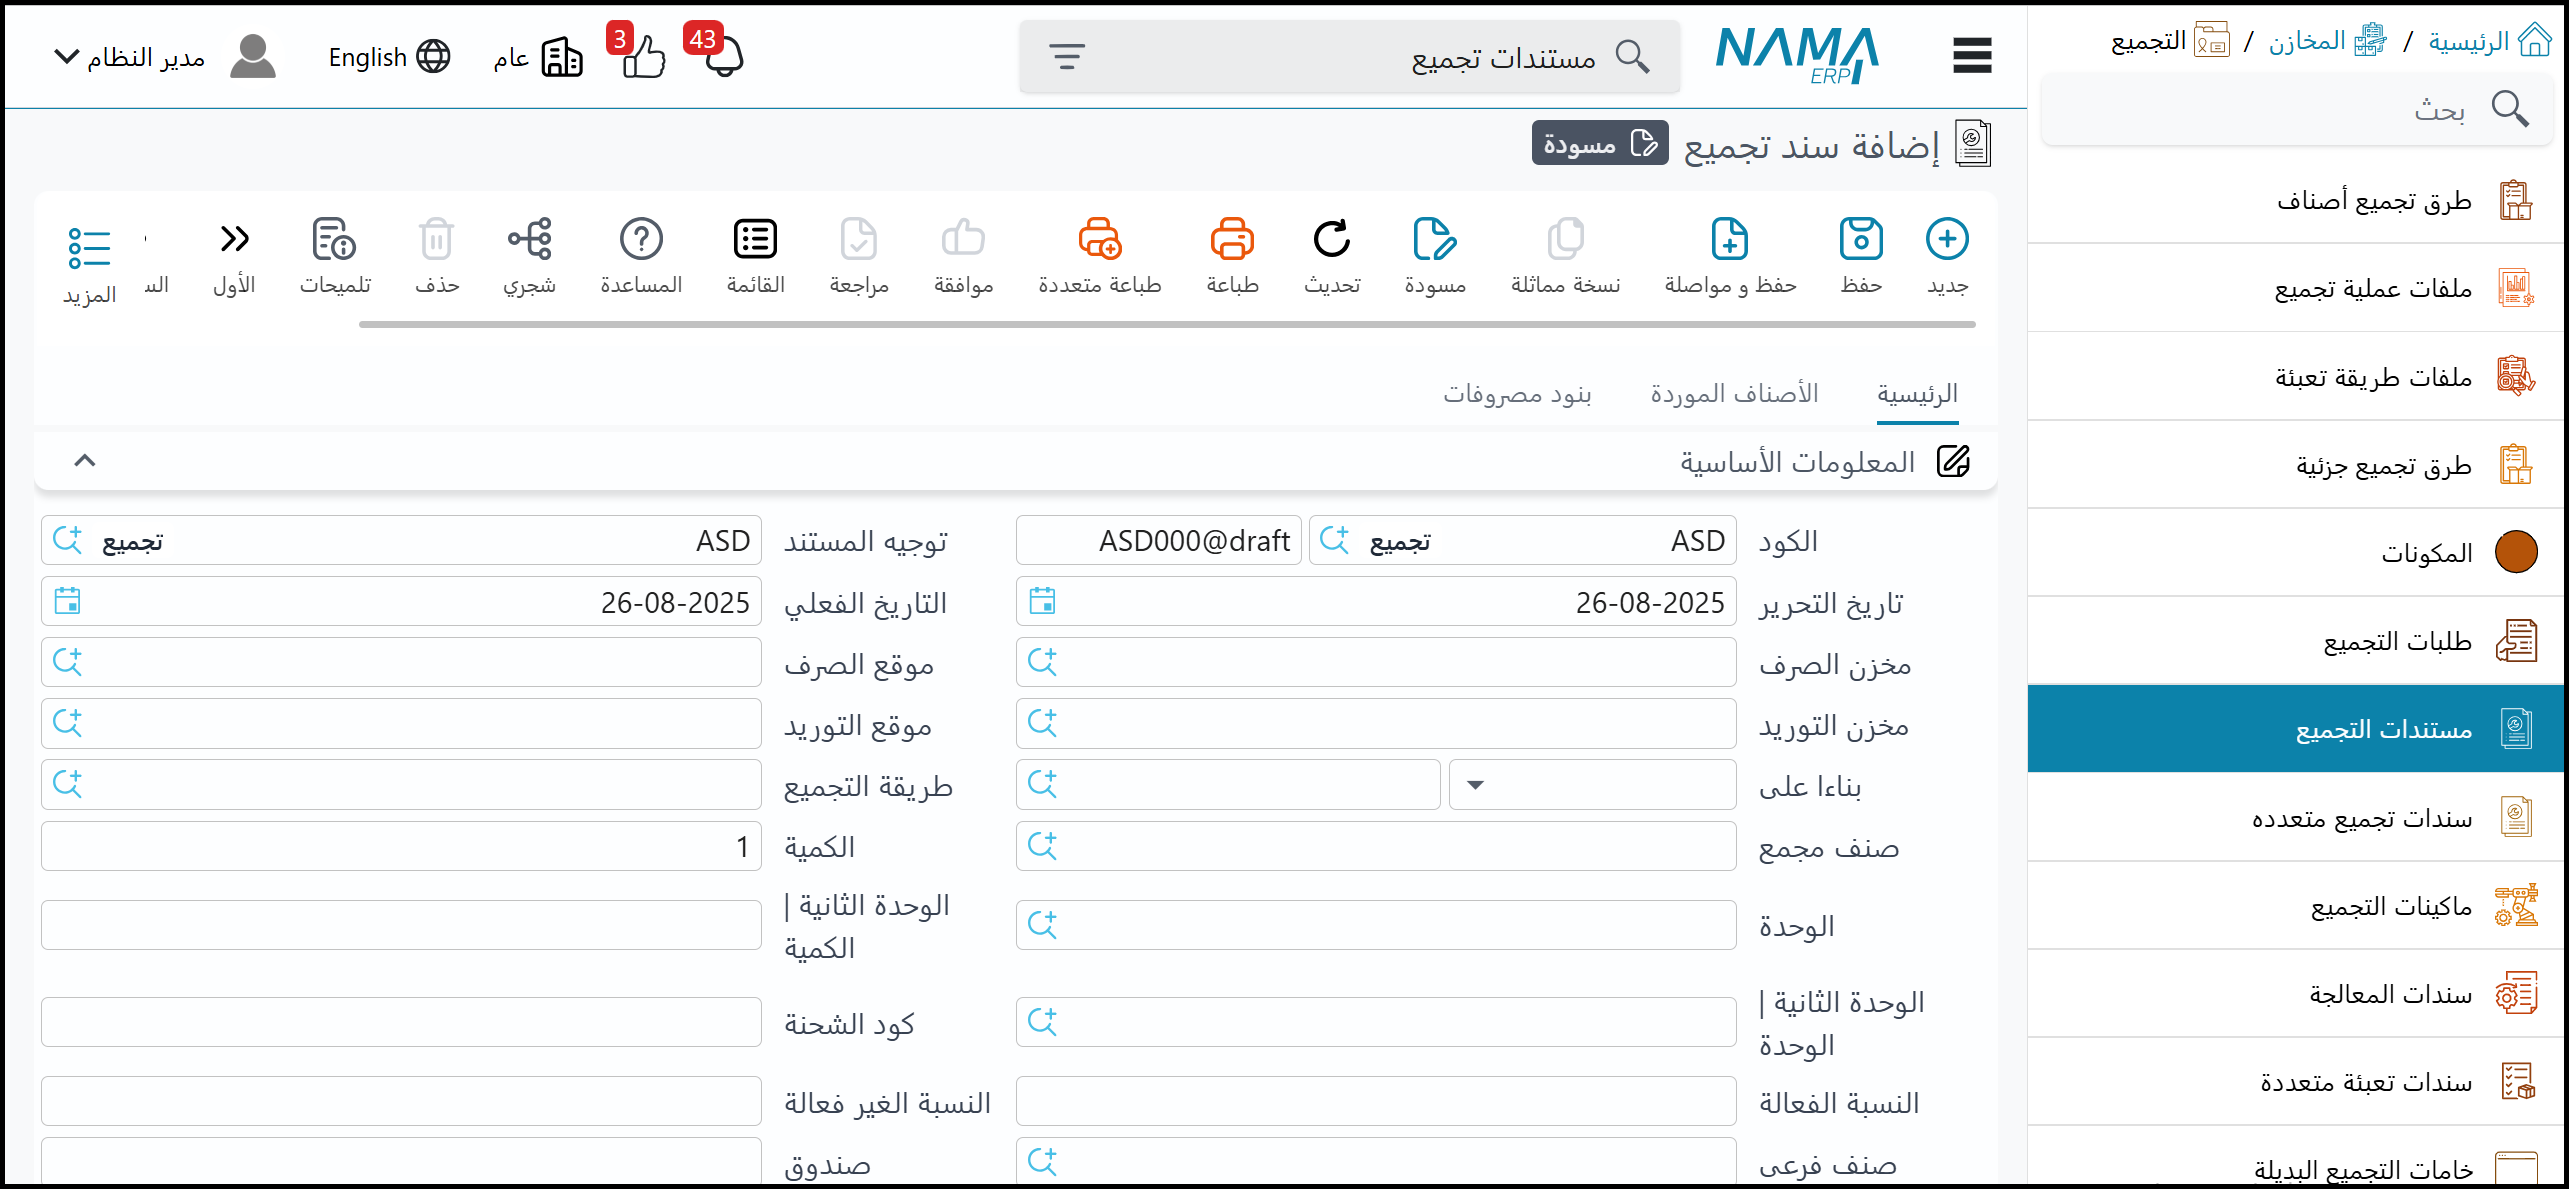 الرئيسية / المخازن / التجميع
بحث
طرق تجميع أصناف
ملفات عملية تجميع
ملفات طريقة تعبئة
طرق تجميع جزئية
المكونات
طلبات التجميع
مستندات التجميع
سندات تجميع متعدده
ماكينات التجميع
سندات المعالجة
سندات تعبئة متعددة
خامات التجميع البديلة
NAMA ERP
مستندات تجميع
43
3
عام
English
مدير النظام
إضافة سند تجميع
مسودة
جديد
حفظ
حفظ و مواصلة
نسخة مماثلة
مسودة
تحديث
طباعة
طباعة متعددة
موافقة
مراجعة
القائمة
المساعدة
شجري
حذف
تلميحات
الأول
المزيد
الرئيسية
الأصناف الموردة
بنود مصروفات
المعلومات الأساسية
الكود ASD تجميع ASD000@draft
توجيه المستند ASD تجميع
تاريخ التحرير 26-08-2025
التاريخ الفعلي 26-08-2025
مخزن الصرف
موقع الصرف
مخزن التوريد
موقع التوريد
بناءا على
طريقة التجميع
صنف مجمع
الكمية 1
الوحدة
الوحدة الثانية |
الكمية
الوحدة الثانية |
الوحدة
كود الشحنة
النسبة الفعالة
النسبة الغير فعالة
صنف فرعى
صندوق